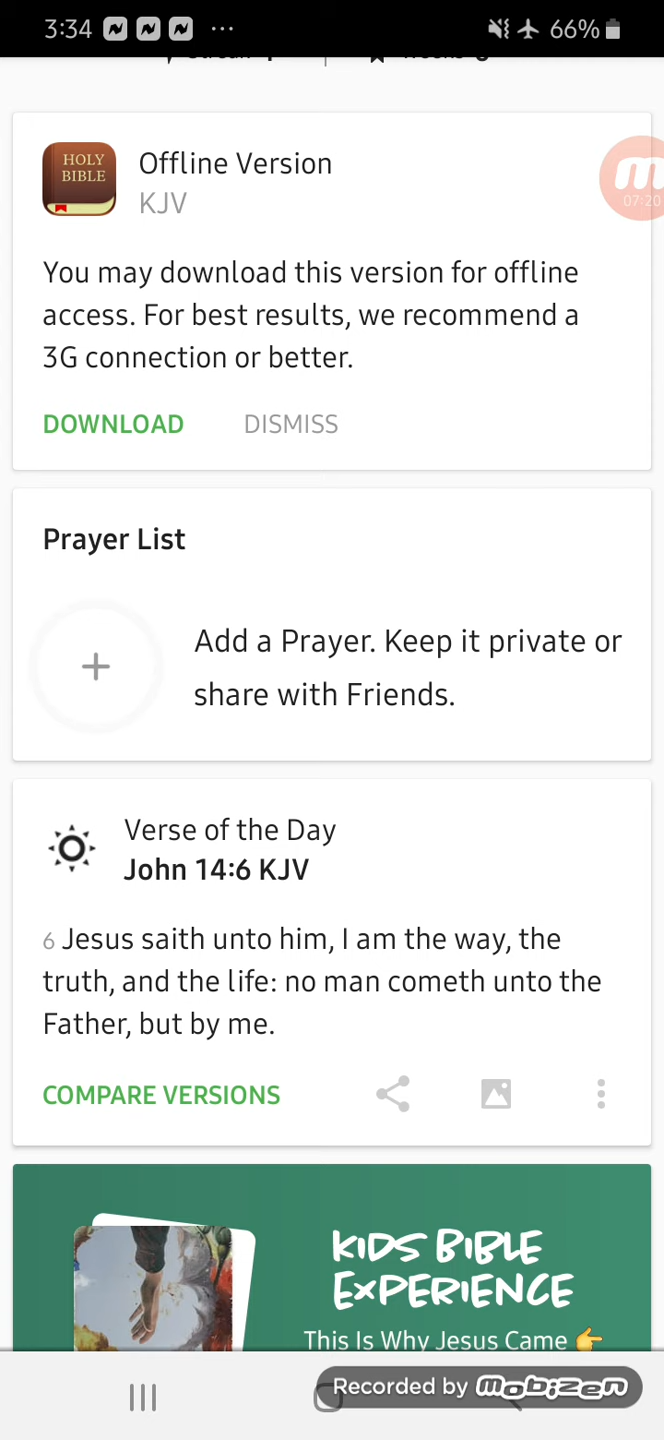 3:34 66%
HOLY
BIBLE
Offline Version
KJV
07:20
You may download this version for offline
access. For best results, we recommend a
3G connection or better.
DOWNLOAD DISMISS
Prayer List
Add a Prayer. Keep it private or
share with Friends.
Verse of the Day
John 14:6 KJV
6 Jesus saith unto him, I am the way, the
truth, and the life: no man cometh unto the
Father, but by me.
COMPARE VERSIONS
KIDS BIBLE
EXPERIENCE
This Is Why Jesus Came 👉
Recorded by mobizen